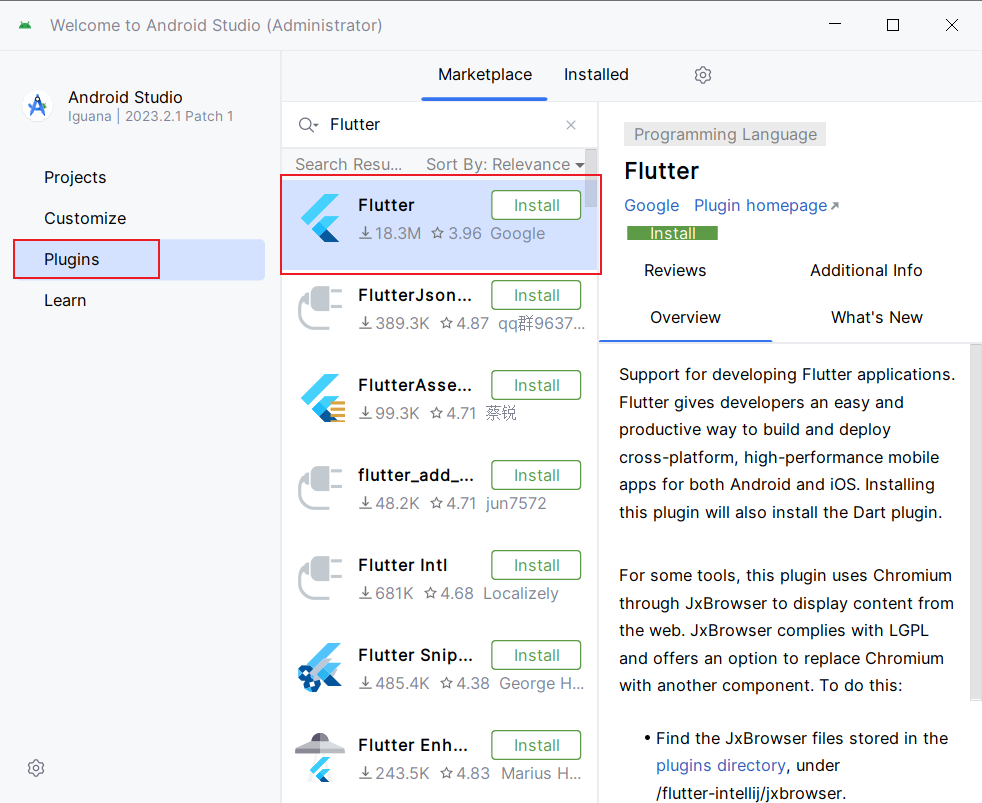 Welcome to Android Studio (Administrator)
Android Studio
Iguana | 2023.2.1 Patch 1
Projects
Customize
Plugins
Learn
Marketplace
Installed
Flutter
Search Resu...
Sort By: Relevance
Flutter
Install
18.3M 3.96 Google
FlutterJson...
Install
389.3K 4.87 qq群9637...
FlutterAsse...
Install
99.3K 4.71 蔡锐
flutter_add_...
Install
48.2K 4.71 jun7572
Flutter Intl
Install
681K 4.68 Localizely
Flutter Snip...
Install
485.4K 4.38 George H...
Flutter Enh...
Install
243.5K 4.83 Marius H...
Programming Language
Flutter
Google Plugin homepage
Install
Reviews
Additional Info
Overview
What's New
Support for developing Flutter applications.
Flutter gives developers an easy and
productive way to build and deploy
cross-platform, high-performance mobile
apps for both Android and iOS. Installing
this plugin will also install the Dart plugin.
For some tools, this plugin uses Chromium
through JxBrowser to display content from
the web. JxBrowser complies with LGPL
and offers an option to replace Chromium
with another component. To do this:
• Find the JxBrowser files stored in the
plugins directory, under
/flutter-intellij/jxbrowser.